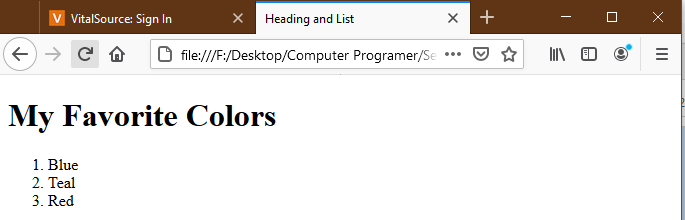 V VitalSource: Sign In
Heading and List
file:///F:/Desktop/Computer Programer/Se
My Favorite Colors
1. Blue
2. Teal
3. Red